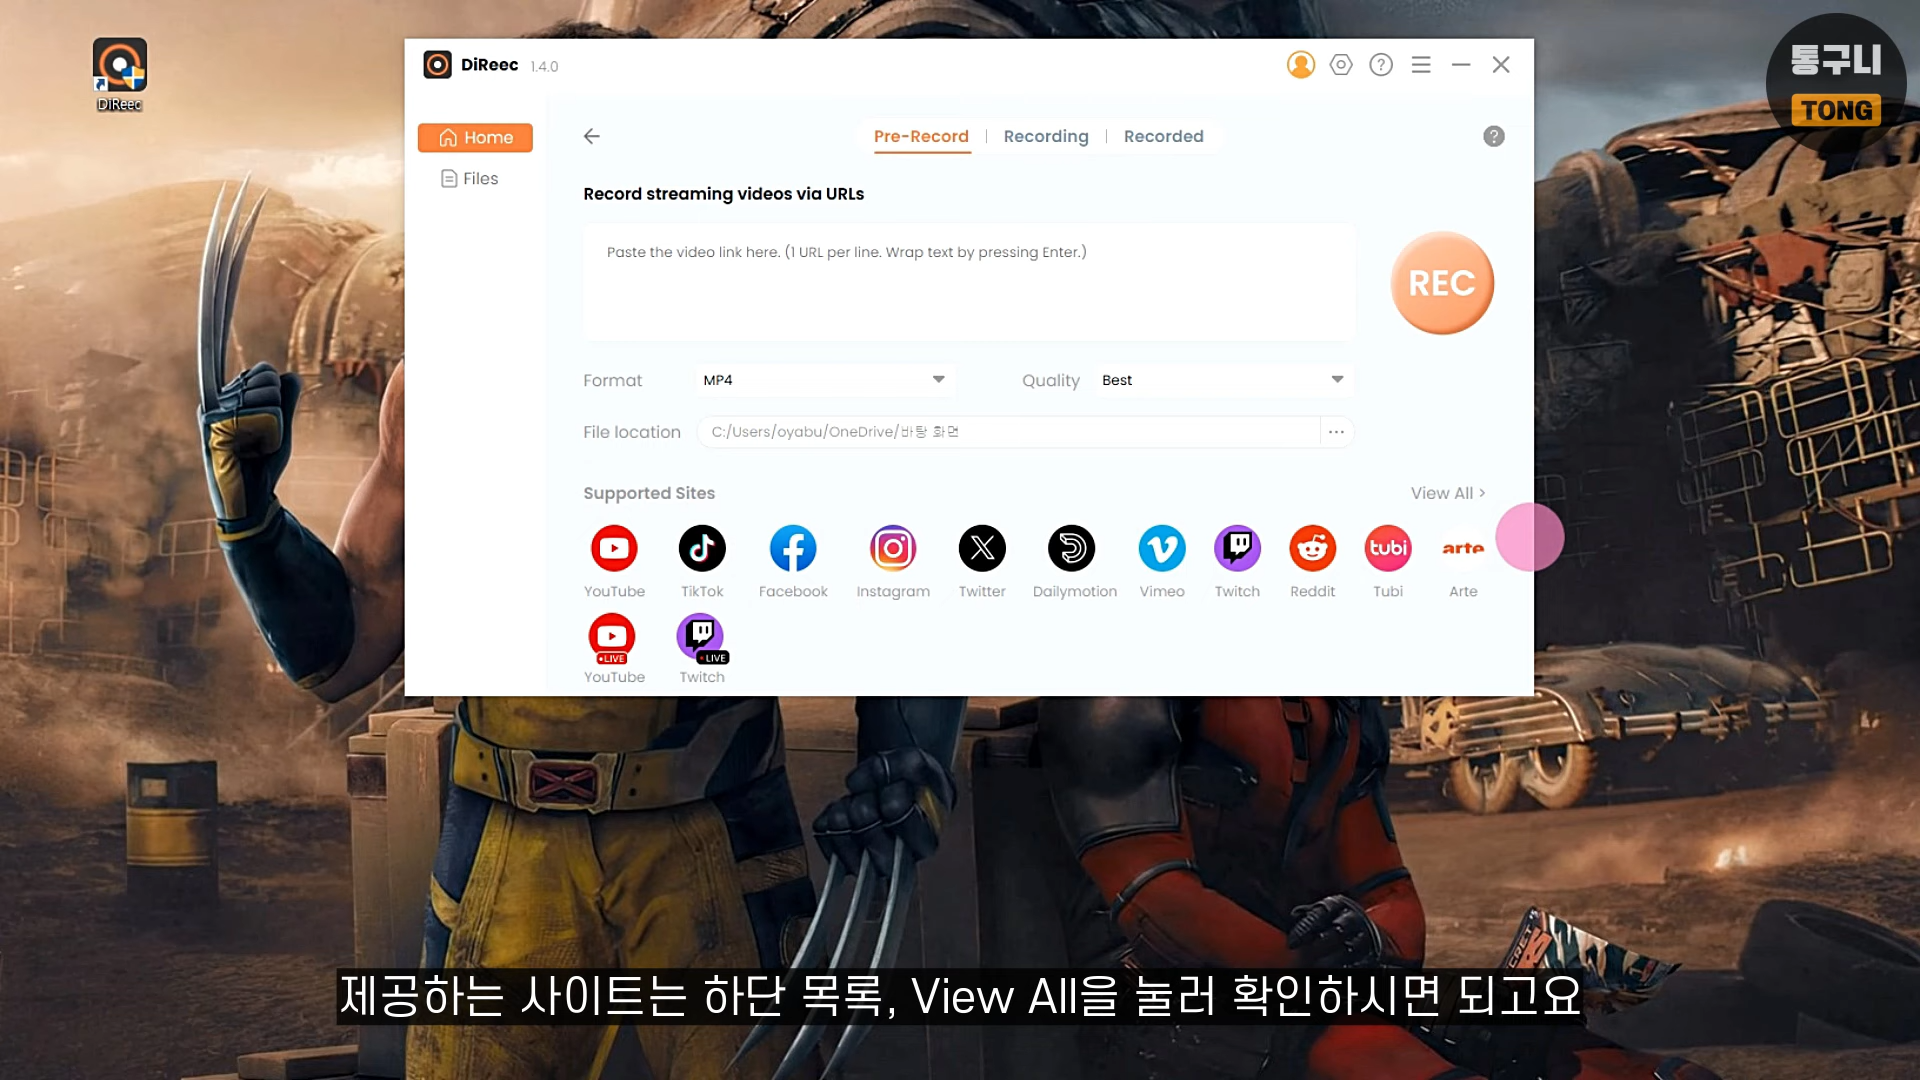 DiReec
DiReec 1.4.0
통구니
TONG
Home
Files
Pre-Record | Recording | Recorded
Record streaming videos via URLs
Paste the video link here. (1 URL per line. Wrap text by pressing Enter.)
REC
Format MP4 Quality Best
File location C:/Users/oyabu/OneDrive/바탕 화면 ...
Supported Sites View All >
tubi arte
YouTube TikTok Facebook Instagram Twitter Dailymotion Vimeo Twitch Reddit Tubi Arte
LIVE LIVE
YouTube Twitch
제공하는 사이트는 하단 목록, View All을 눌러 확인하시면 되고요